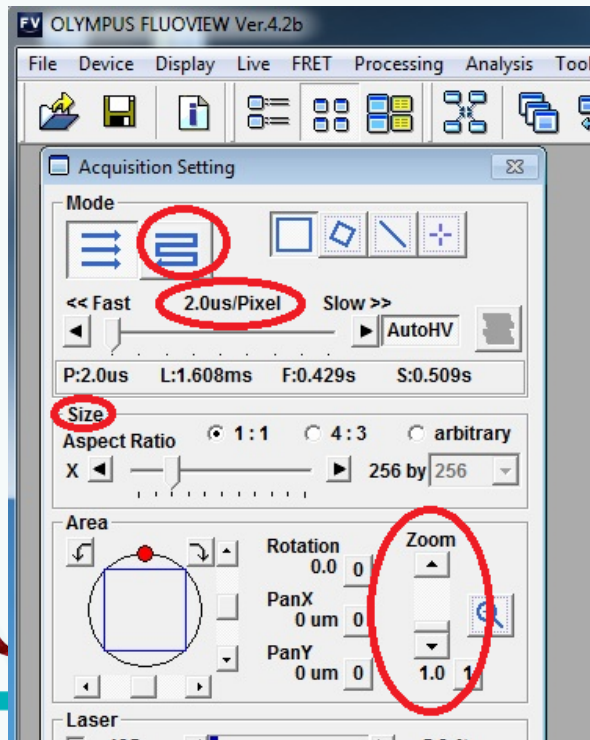 FV OLYMPUS FLUOVIEW Ver.4.2b
File Device Display Live FRET Processing Analysis
Acquisition Setting
Mode
<< Fast 2.0us/Pixel Slow >>
AutoHV
P:2.0us L:1.608ms F:0.429s S:0.509s
Size
Aspect Ratio 1 : 1 4 : 3 arbitrary
X 256 by 256
Area
Rotation Zoom
0.0 0
PanX
0 um 0
PanY
0 um 0 1.0 1
Laser